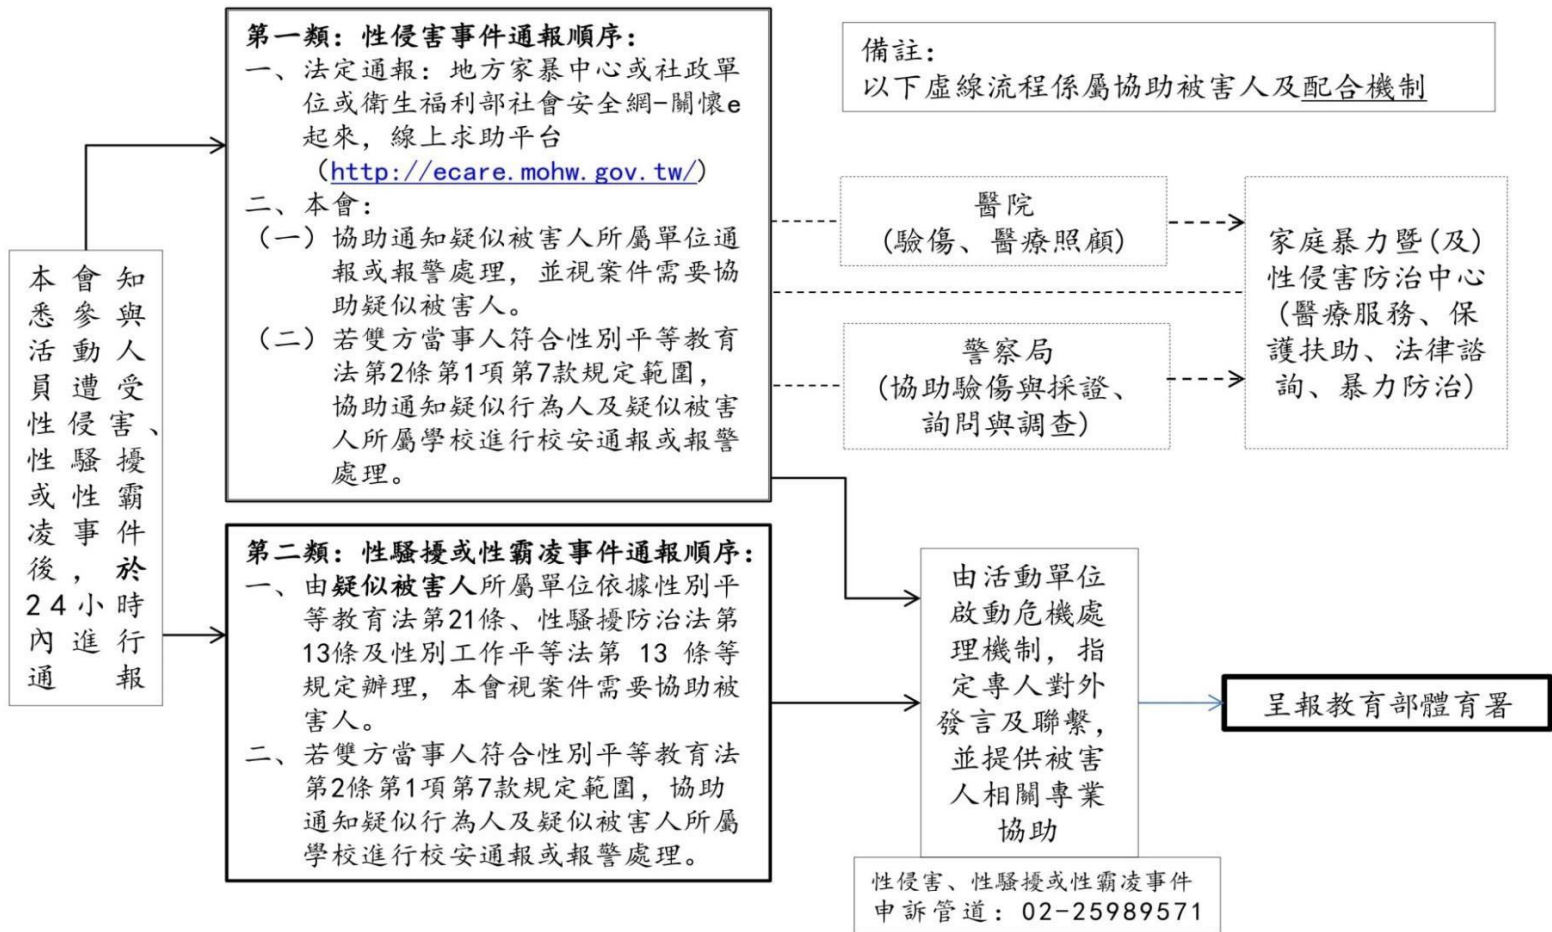 本會知
悉參與
活動人
員遭受
性侵害、
性騷擾
或性霸
凌事件
後，於
24小時
內進行
通報
第一類：性侵害事件通報順序：
一、法定通報：地方家暴中心或社政單
位或衛生福利部社會安全網-關懷e
起來，線上求助平台
（http://ecare.mohw.gov.tw/）
二、本會：
（一）協助通知疑似被害人所屬單位通
報或報警處理，並視案件需要協
助疑似被害人。
（二）若雙方當事人符合性別平等教育
法第2條第1項第7款規定範圍，
協助通知疑似行為人及疑似被害
人所屬學校進行校安通報或報警
處理。
第二類：性騷擾或性霸凌事件通報順序：
一、由疑似被害人所屬單位依據性別平
等教育法第21條、性騷擾防治法第
13條及性別工作平等法第 13 條等
規定辦理，本會視案件需要協助被
害人。
二、若雙方當事人符合性別平等教育法
第2條第1項第7款規定範圍，協助
通知疑似行為人及疑似被害人所屬
學校進行校安通報或報警處理。
備註：
以下虛線流程係屬協助被害人及配合機制
醫院
(驗傷、醫療照顧)
警察局
(協助驗傷與採證、
詢問與調查)
家庭暴力暨(及)
性侵害防治中心
(醫療服務、保
護扶助、法律諮
詢、暴力防治)
由活動單位
啟動危機處
理機制，指
定專人對外
發言及聯繫，
並提供被害
人相關專業
協助
性侵害、性騷擾或性霸凌事件
申訴管道：02-25989571
呈報教育部體育署